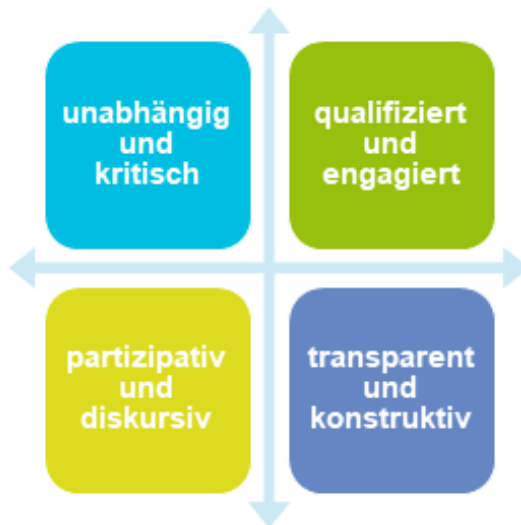 unabhängig
und
kritisch
qualifiziert
und
engagiert
partizipativ
und
diskursiv
transparent
und
konstruktiv